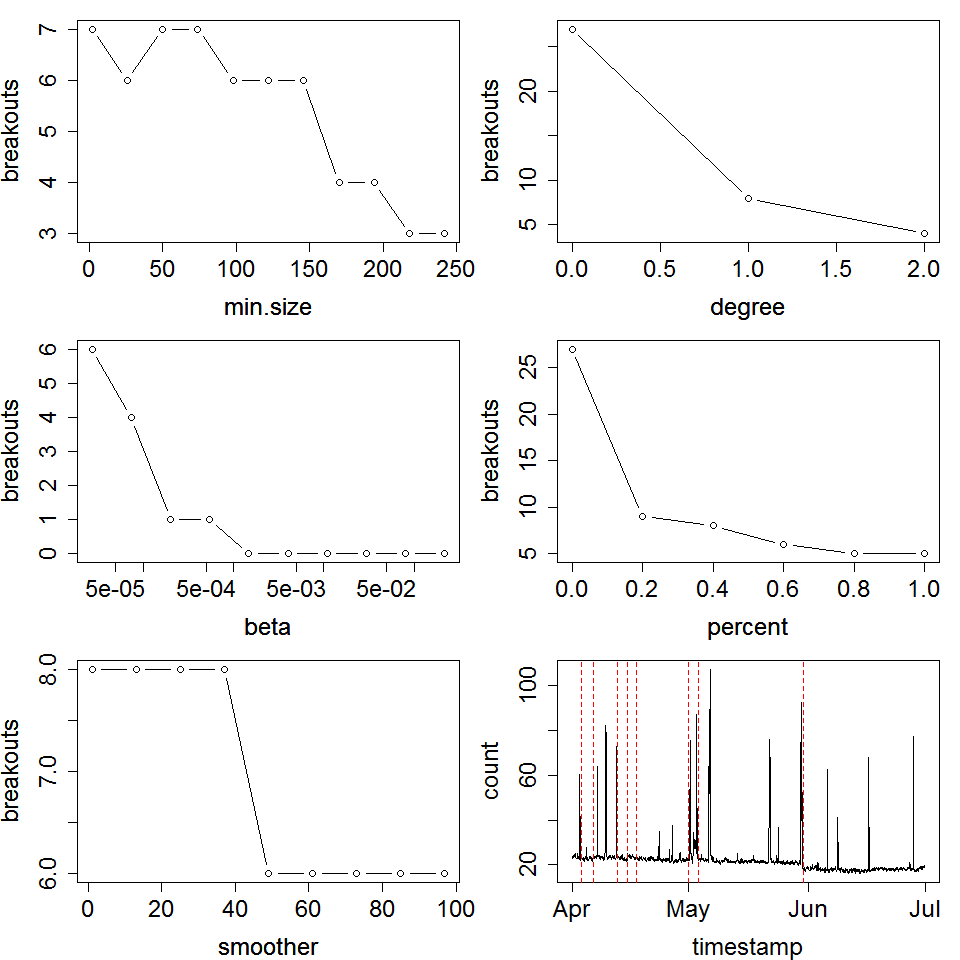 breakouts
7
6
5
4
3
0 50 100 150 200 250
min.size
breakouts
20
10
5
0.0 0.5 1.0 1.5 2.0
degree
breakouts
6
5
4
3
2
1
0
5e-05 5e-04 5e-03 5e-02
beta
breakouts
25
20
15
10
5
0.0 0.2 0.4 0.6 0.8 1.0
percent
breakouts
8.0
7.0
6.0
0 20 40 60 80 100
smoother
count
100
60
20
Apr May Jun Jul
timestamp